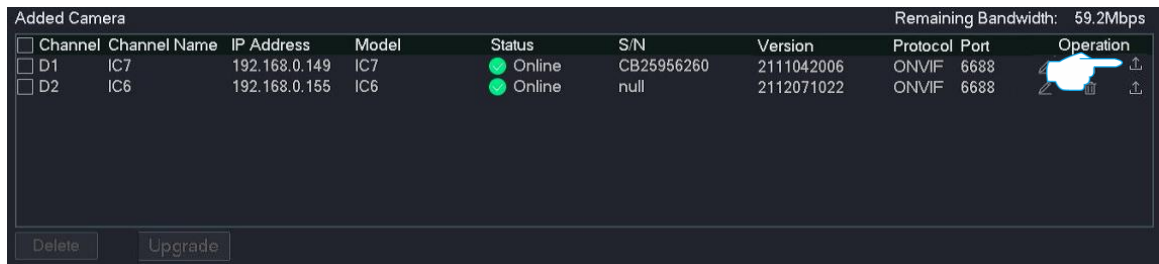 Added Camera Remaining Bandwidth: 59.2Mbps
Channel Channel Name IP Address Model Status S/N Version Protocol Port Operation
D1 IC7 192.168.0.149 IC7 Online CB25956260 2111042006 ONVIF 6688
D2 IC6 192.168.0.155 IC6 Online null 2112071022 ONVIF 6688
Delete Upgrade